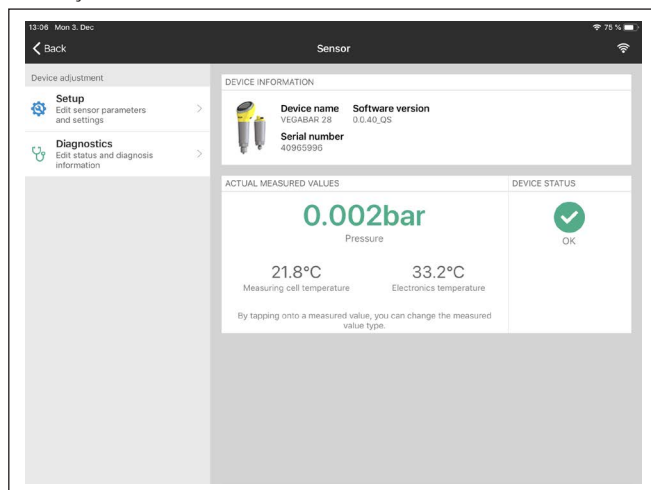 13:06 Mon 3. Dec
75 %
Back
Sensor
Device adjustment
Setup
Edit sensor parameters
and settings
Diagnostics
Edit status and diagnosis
information
DEVICE INFORMATION
Device name Software version
VEGABAR 28 0.0.40_QS
Serial number
40965996
ACTUAL MEASURED VALUES
DEVICE STATUS
0.002bar
Pressure
OK
21.8°C 33.2°C
Measuring cell temperature Electronics temperature
By tapping onto a measured value, you can change the measured
value type.